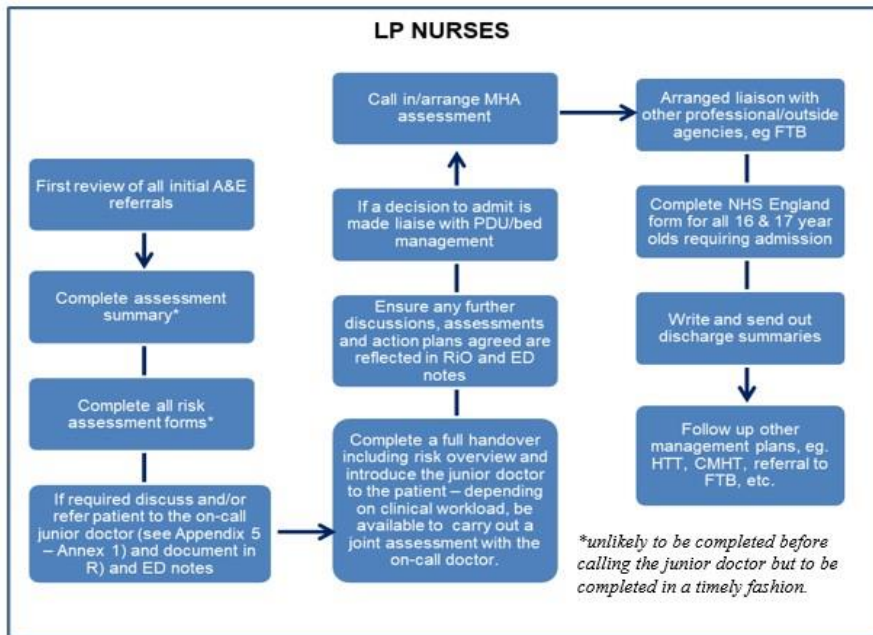 LP NURSES
First review of all initial A&E
referrals
Complete assessment
summary*
Complete all risk
assessment forms*
If required discuss and/or
refer patient to the on-call
junior doctor (see Appendix 5
– Annex 1) and document in
R) and ED notes
Complete a full handover
including risk overview and
introduce the junior doctor
to the patient – depending
on clinical workload, be
available to carry out a
joint assessment with the
on-call doctor.
Ensure any further
discussions, assessments
and action plans agreed are
reflected in RiO and ED
notes
If a decision to admit is
made liaise with PDU/bed
management
Call in/arrange MHA
assessment
Arranged liaison with
other professional/outside
agencies, eg FTB
Complete NHS England
form for all 16 & 17 year
olds requiring admission
Write and send out
discharge summaries
Follow up other
management plans, eg.
HTT, CMHT, referral to
FTB, etc.
*unlikely to be completed before
calling the junior doctor but to be
completed in a timely fashion.